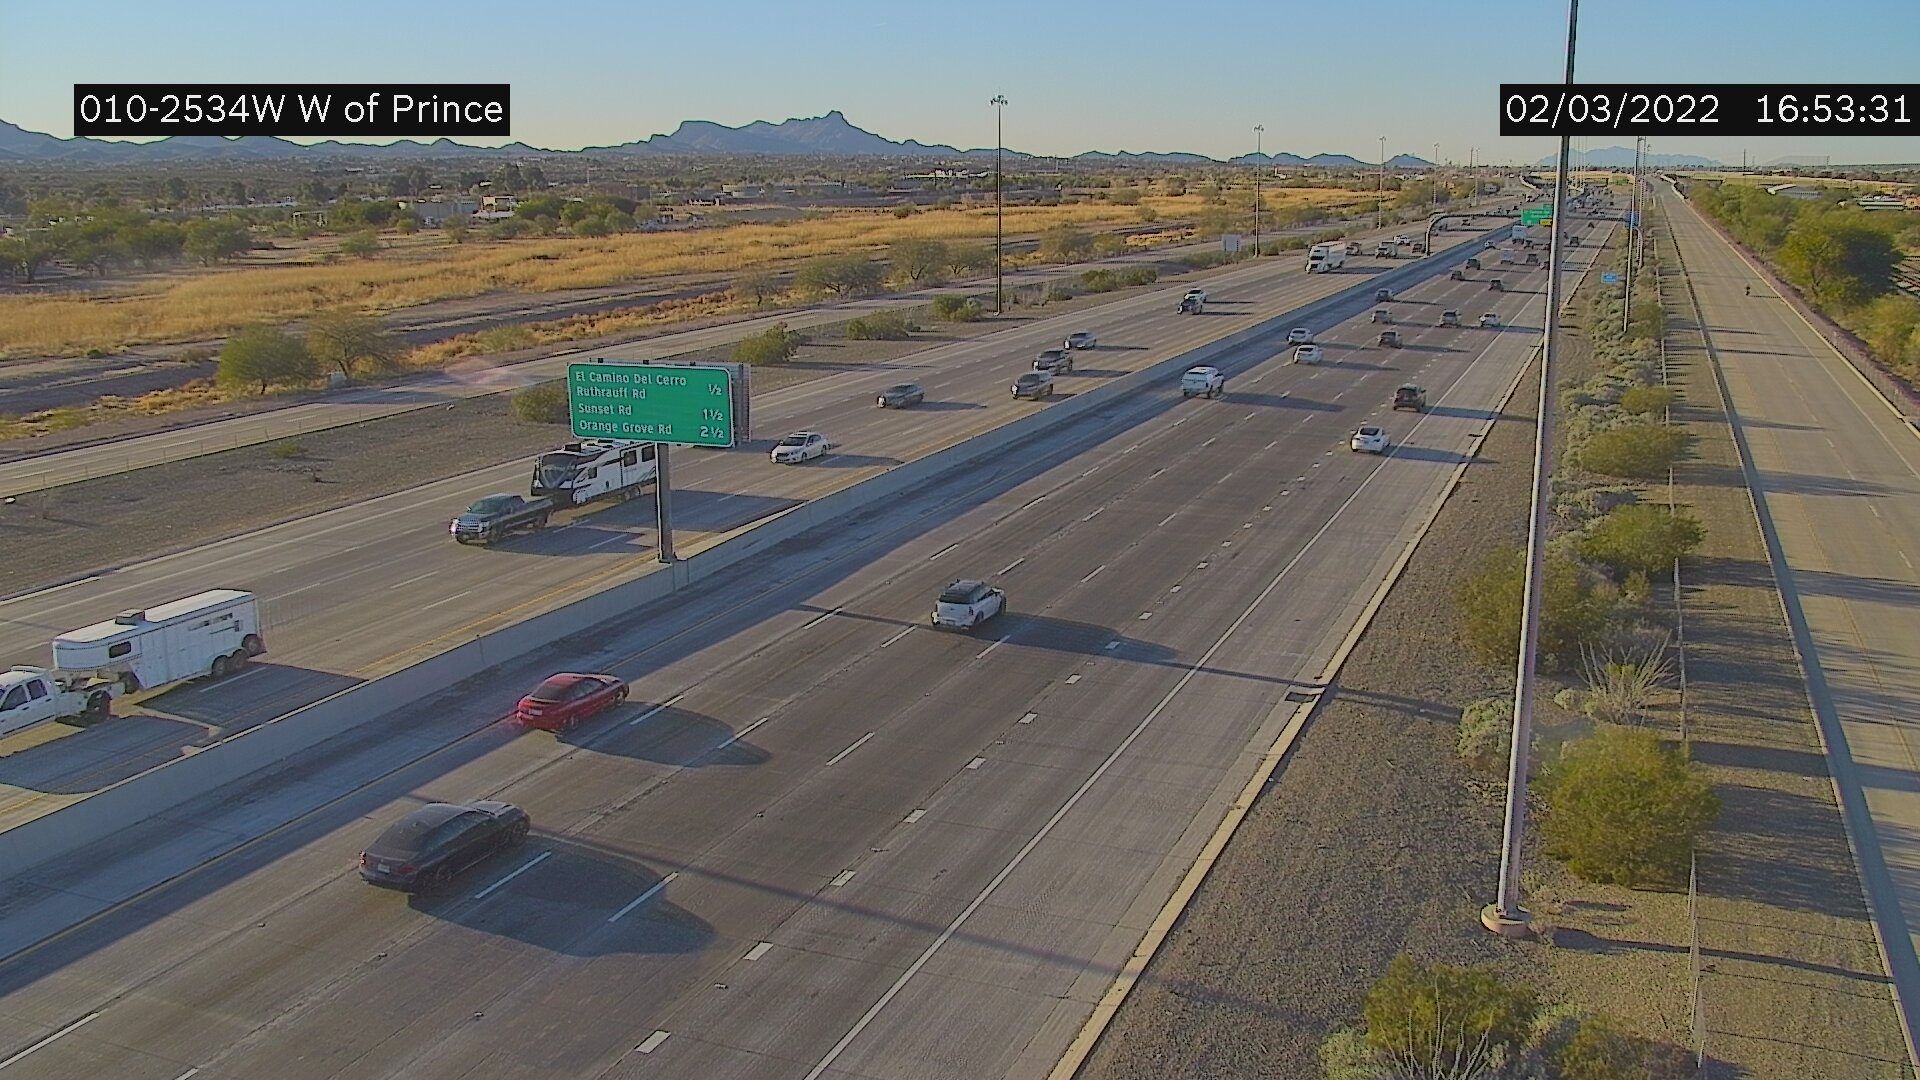 010-2534W W of Prince
02/03/2022 16:53:31
El Camino Del Cerro
Ruthrauff Rd 1/2
Sunset Rd 1 1/2
Orange Grove Rd 2 1/2